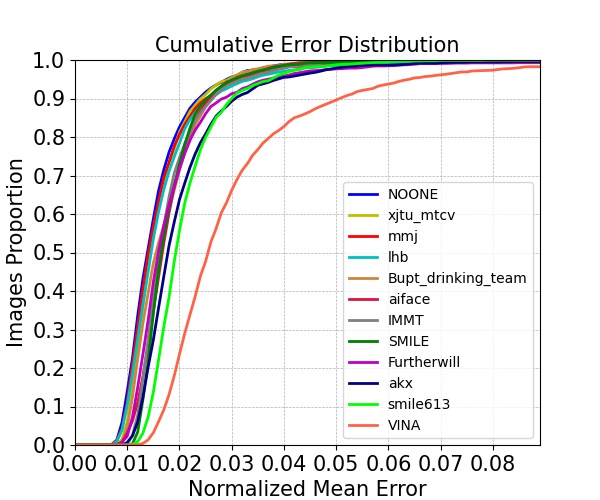 Cumulative Error Distribution
1.0
0.9
0.8
0.7
0.6
0.5
0.4
0.3
0.2
0.1
0.0
Images Proportion
NOONE
xjtu_mtcv
mmj
lhb
Bupt_drinking_team
aiface
IMMT
SMILE
Furtherwill
akx
smile613
VINA
0.00 0.01 0.02 0.03 0.04 0.05 0.06 0.07 0.08
Normalized Mean Error